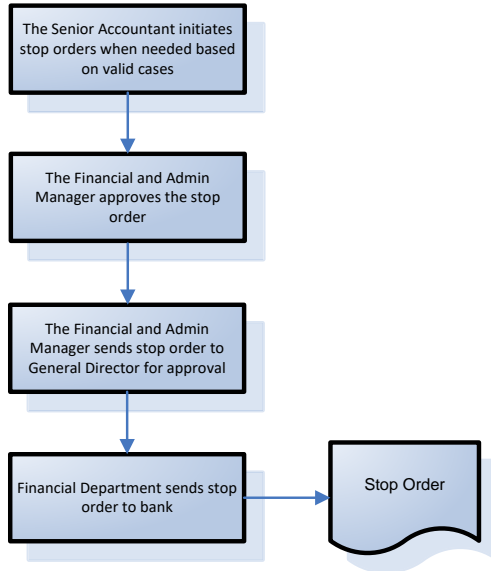 The Senior Accountant initiates
stop orders when needed based
on valid cases
The Financial and Admin
Manager approves the stop
order
The Financial and Admin
Manager sends stop order to
General Director for approval
Financial Department sends stop
order to bank
Stop Order